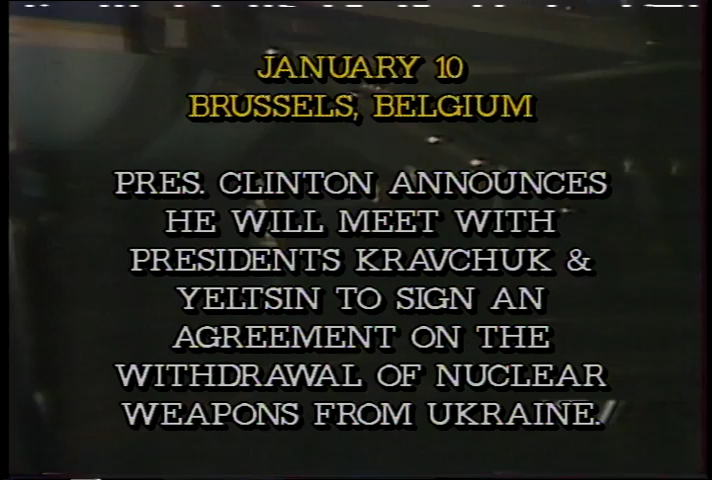 JANUARY 10
BRUSSELS, BELGIUM
PRES. CLINTON ANNOUNCES
HE WILL MEET WITH
PRESIDENTS KRAVCHUK &
YELTSIN TO SIGN AN
AGREEMENT ON THE
WITHDRAWAL OF NUCLEAR
WEAPONS FROM UKRAINE.